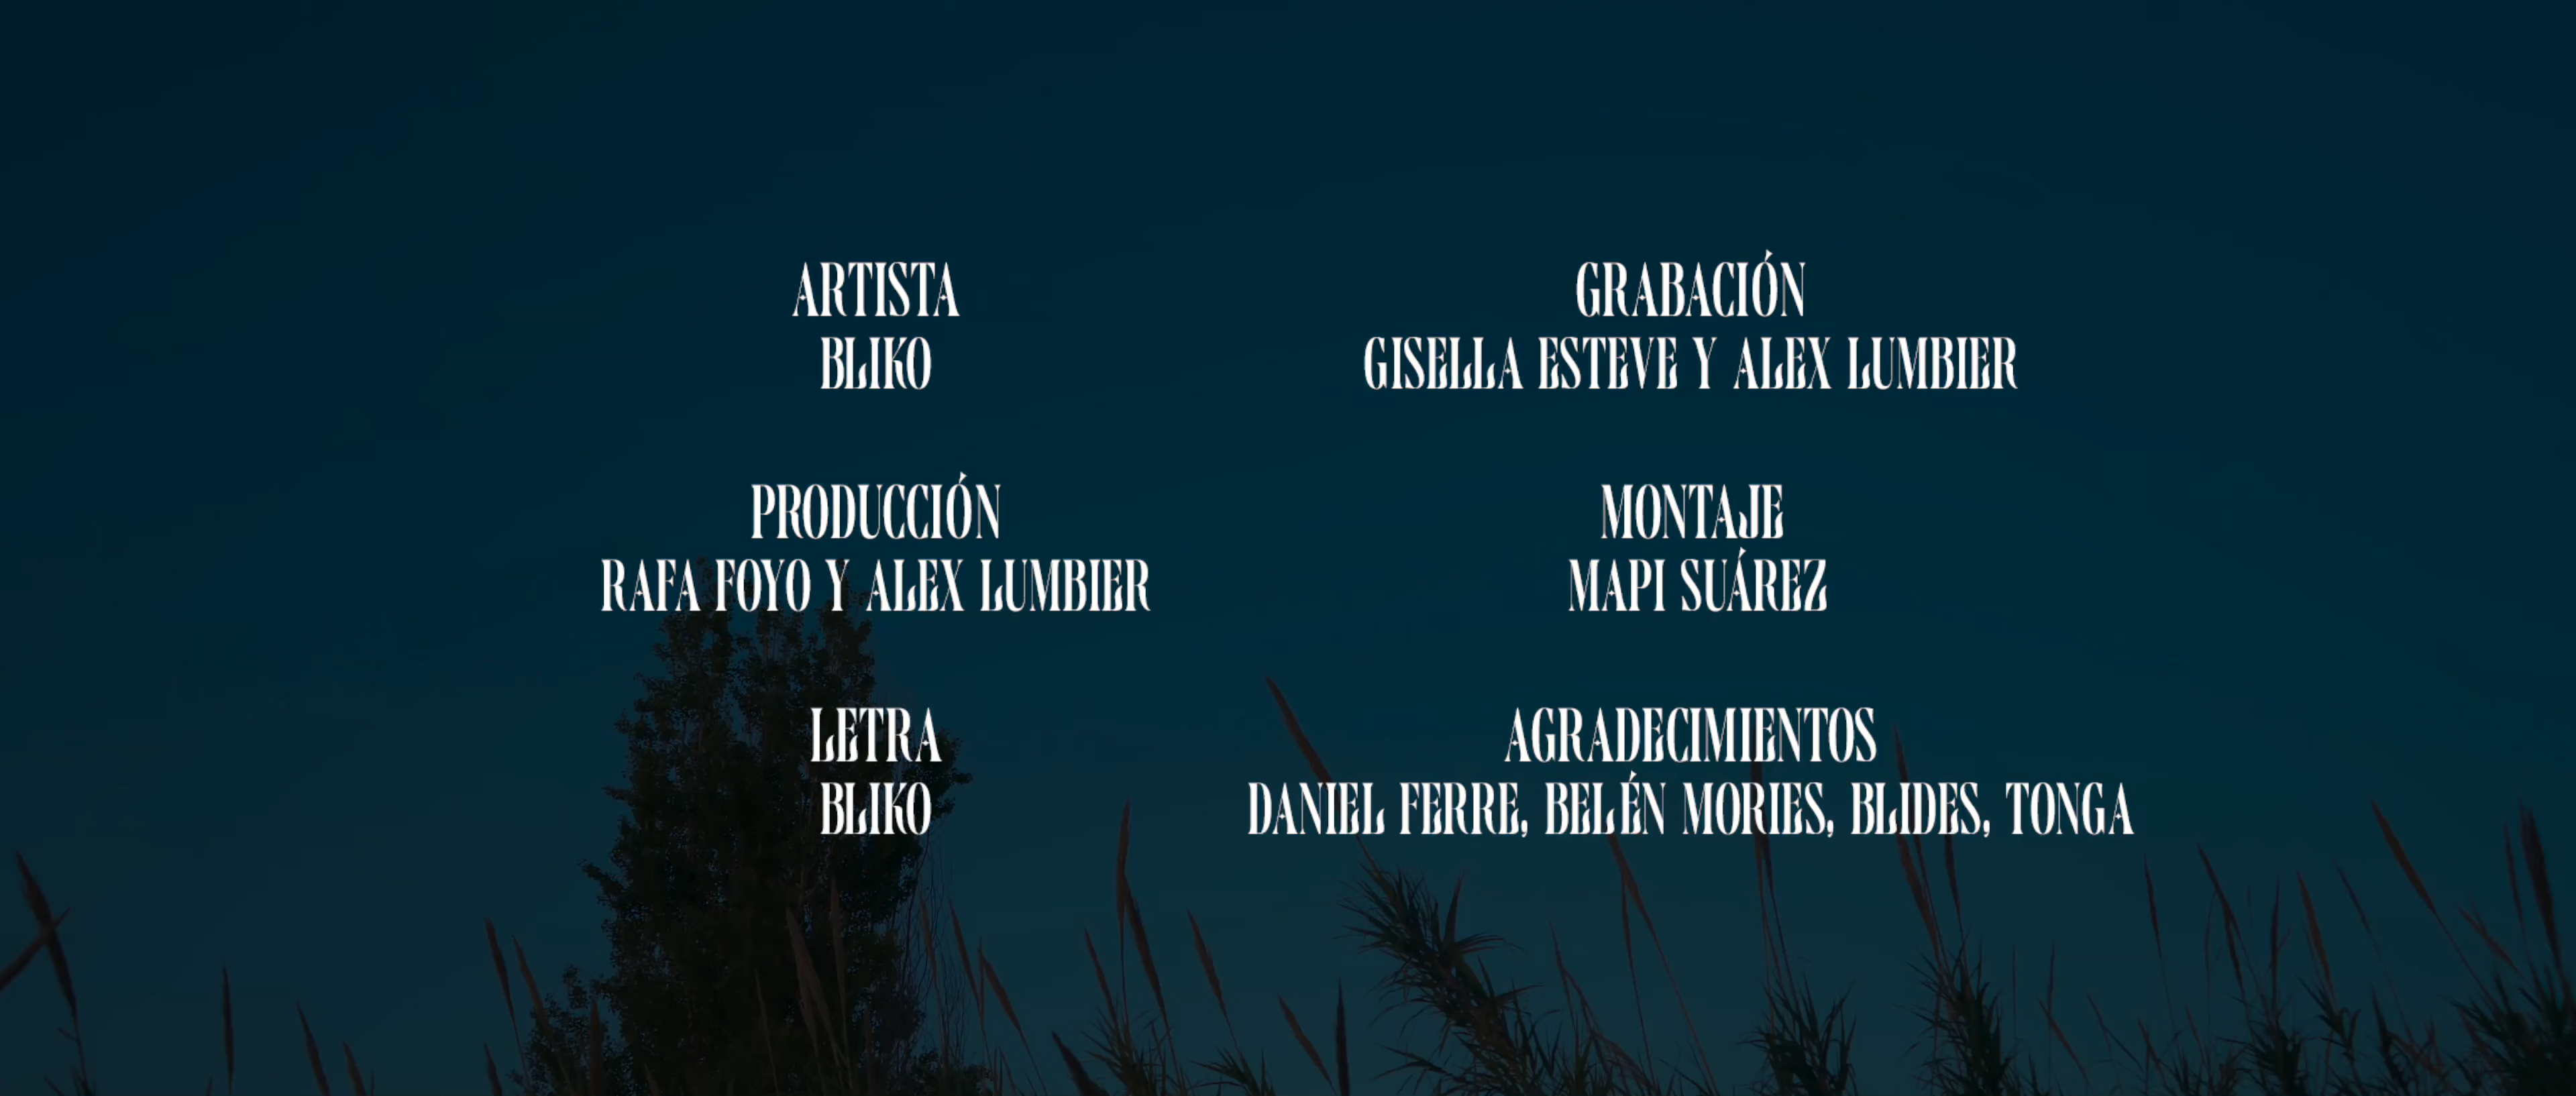 ARTISTA
BLIKO
PRODUCCIÓN
RAFA FOYO Y ALEX LUMBIER
LETRA
BLIKO
GRABACIÓN
GISELLA ESTEVE Y ALEX LUMBIER
MONTAJE
MAPI SUÁREZ
AGRADECIMIENTOS
DANIEL FERRE, BELÉN MORIES, BLIDES, TONGA